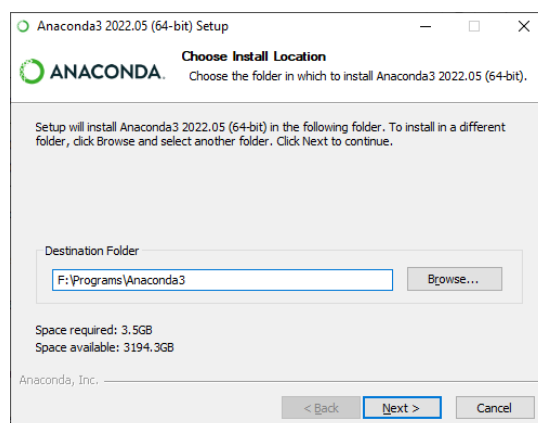 Anaconda3 2022.05 (64-bit) Setup
ANACONDA.
Choose Install Location
Choose the folder in which to install Anaconda3 2022.05 (64-bit).
Setup will install Anaconda3 2022.05 (64-bit) in the following folder. To install in a different
folder, click Browse and select another folder. Click Next to continue.
Destination Folder
F:\Programs\Anaconda3
Browse...
Space required: 3.5GB
Space available: 3194.3GB
Anaconda, Inc.
< Back
Next >
Cancel